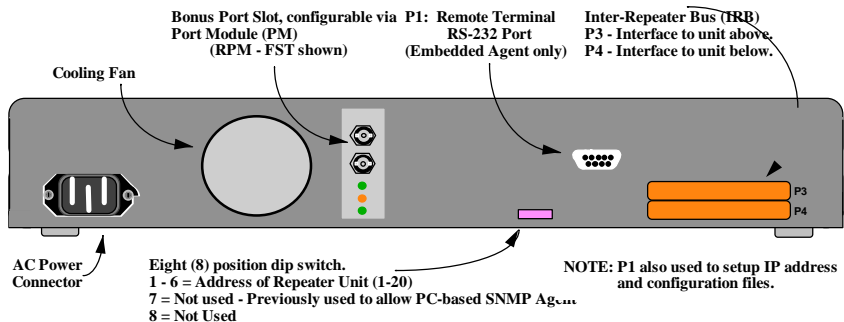 Bonus Port Slot, configurable via
Port Module (PM)
(RPM - FST shown)
P1: Remote Terminal
RS-232 Port
(Embedded Agent only)
Inter-Repeater Bus (IRB)
P3 - Interface to unit above.
P4 - Interface to unit below.
Cooling Fan
P3
P4
AC Power
Connector
Eight (8) position dip switch.
1 - 6 = Address of Repeater Unit (1-20)
7 = Not used - Previously used to allow PC-based SNMP Agent
8 = Not Used
NOTE: P1 also used to setup IP address
and configuration files.